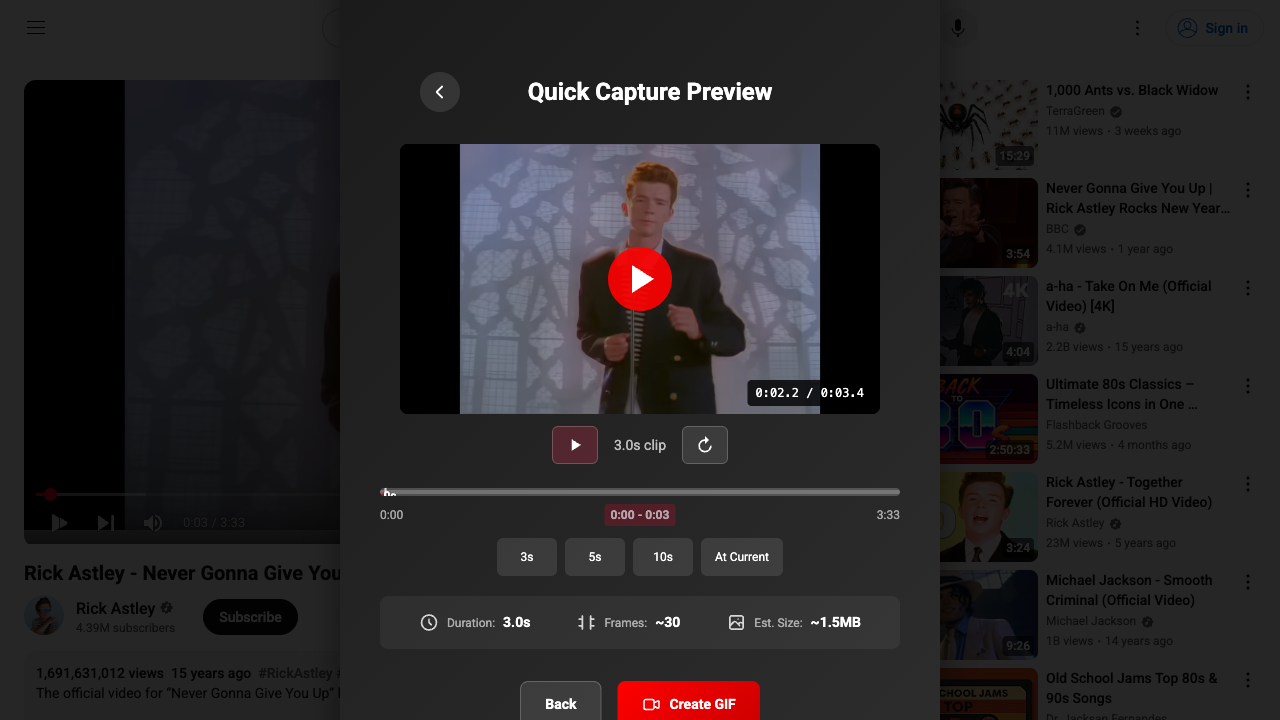 Sign in
Quick Capture Preview
0:02.2 / 0:03.4
3.0s clip
0:00
0:00 - 0:03
3:33
3s
5s
10s
At Current
Duration: 3.0s
Frames: ~30
Est. Size: ~1.5MB
Back
Create GIF
0:03 / 3:33
Rick Astley - Never Gonna Give You
Rick Astley
4.39M subscribers
Subscribe
1,691,631,012 views 15 years ago #RickAstley
The official video for “Never Gonna Give You Up”
15:29
1,000 Ants vs. Black Widow
TerraGreen
11M views • 3 weeks ago
3:54
Never Gonna Give You Up |
Rick Astley Rocks New Year...
BBC
4.1M views • 1 year ago
4K
4:04
a-ha - Take On Me (Official
Video) [4K]
a-ha
2.2B views • 15 years ago
BACK
TO
80
2:50:33
Ultimate 80s Classics –
Timeless Icons in One ...
Flashback Grooves
5.2M views • 4 months ago
3:24
Rick Astley - Together
Forever (Official HD Video)
Rick Astley
23M views • 5 years ago
9:26
Michael Jackson - Smooth
Criminal (Official Video)
Michael Jackson
1B views • 14 years ago
SCHOOL JAMS
TOP
Old School Jams Top 80s &
90s Songs
Dr. Jackson Fernandes